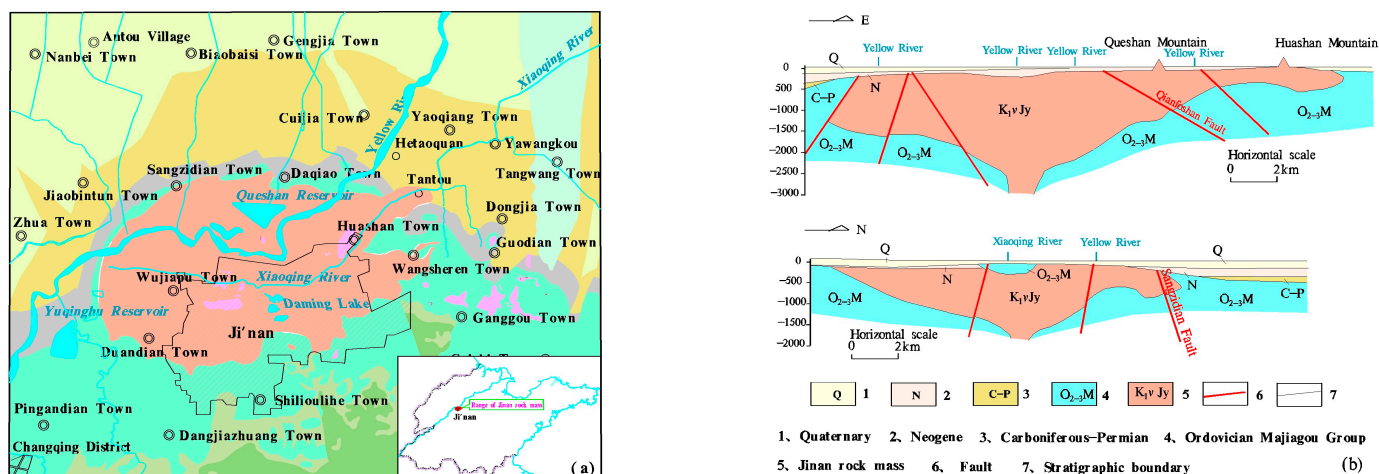 Antou Village
Gengjia Town
Nanbei Town
Biaobaisi Town
Xiaoqing River
Cuijia Town
Yellow Ri
Yaoqiang Town
Hetaoquan
Yawangkou
Sangzidian Town
Daqiao Town
Tangwang Town
Jiaobintun Town
Queshan Reservoir
Tantou
Zhua Town
Dongjia Town
Huashan Town
Guodian Town
Wujiapu Town
Xiaoqing River
Wangsheren Town
Yuqinghu Reservoir
Daming Lake
Ji'nan
Ganggou Town
Duandian Town
Shilioulihe Town
Pingandian Town
Dangjiazhuang Town
Changqing District
Range of Jinan rock mass
Ji'nan
(a)
E
Queshan Mountain
Huashan Mountain
Yellow River
Yellow River
Yellow River
Yellow River
Q
0
500
-1000
-1500
-2000
-2500
-3000
C-P
N
K₁νJy
O₂₋₃M
O₂₋₃M
O₂₋₃M
O₂₋₃M
Qianfoshan Fault
Horizontal scale
0 2km
N
Q
Xiaoqing River
Yellow River
Q
0
-500
-1000
-1500
-2000
O₂₋₃M
N
O₂₋₃M
K₁νJy
N
O₂₋₃M
C-P
Sangzidian Fault
Horizontal scale
0 2km
Q 1 N 2 C-P 3 O₂₋₃M 4 K₁νJy 5 6 7
1、Quaternary 2、Neogene 3、Carboniferous-Permian 4、Ordovician Majiagou Group
5、Jinan rock mass 6、Fault 7、Stratigraphic boundary
(b)